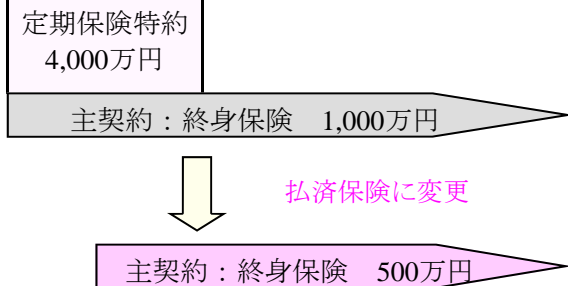 定期保険特約
4,000万円
主契約：終身保険　1,000万円
払済保険に変更
主契約：終身保険　500万円